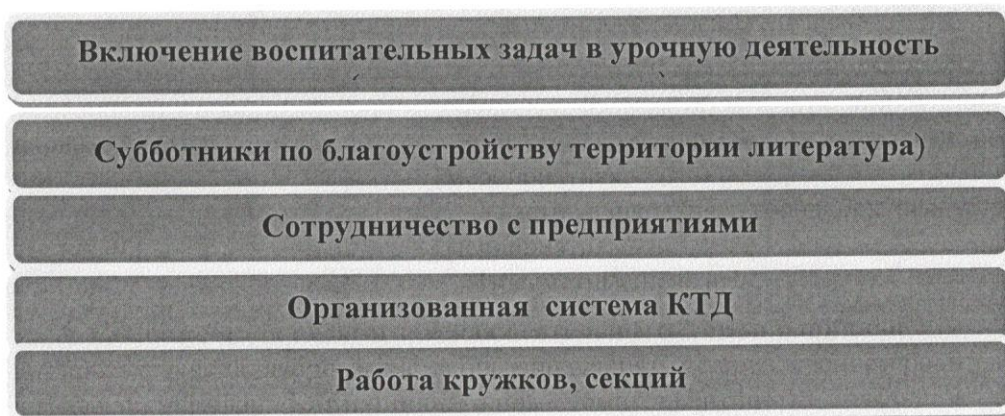 Включение воспитательных задач в урочную деятельность
Субботники по благоустройству территории литература)
Сотрудничество с предприятиями
Организованная система КТД
Работа кружков, секций